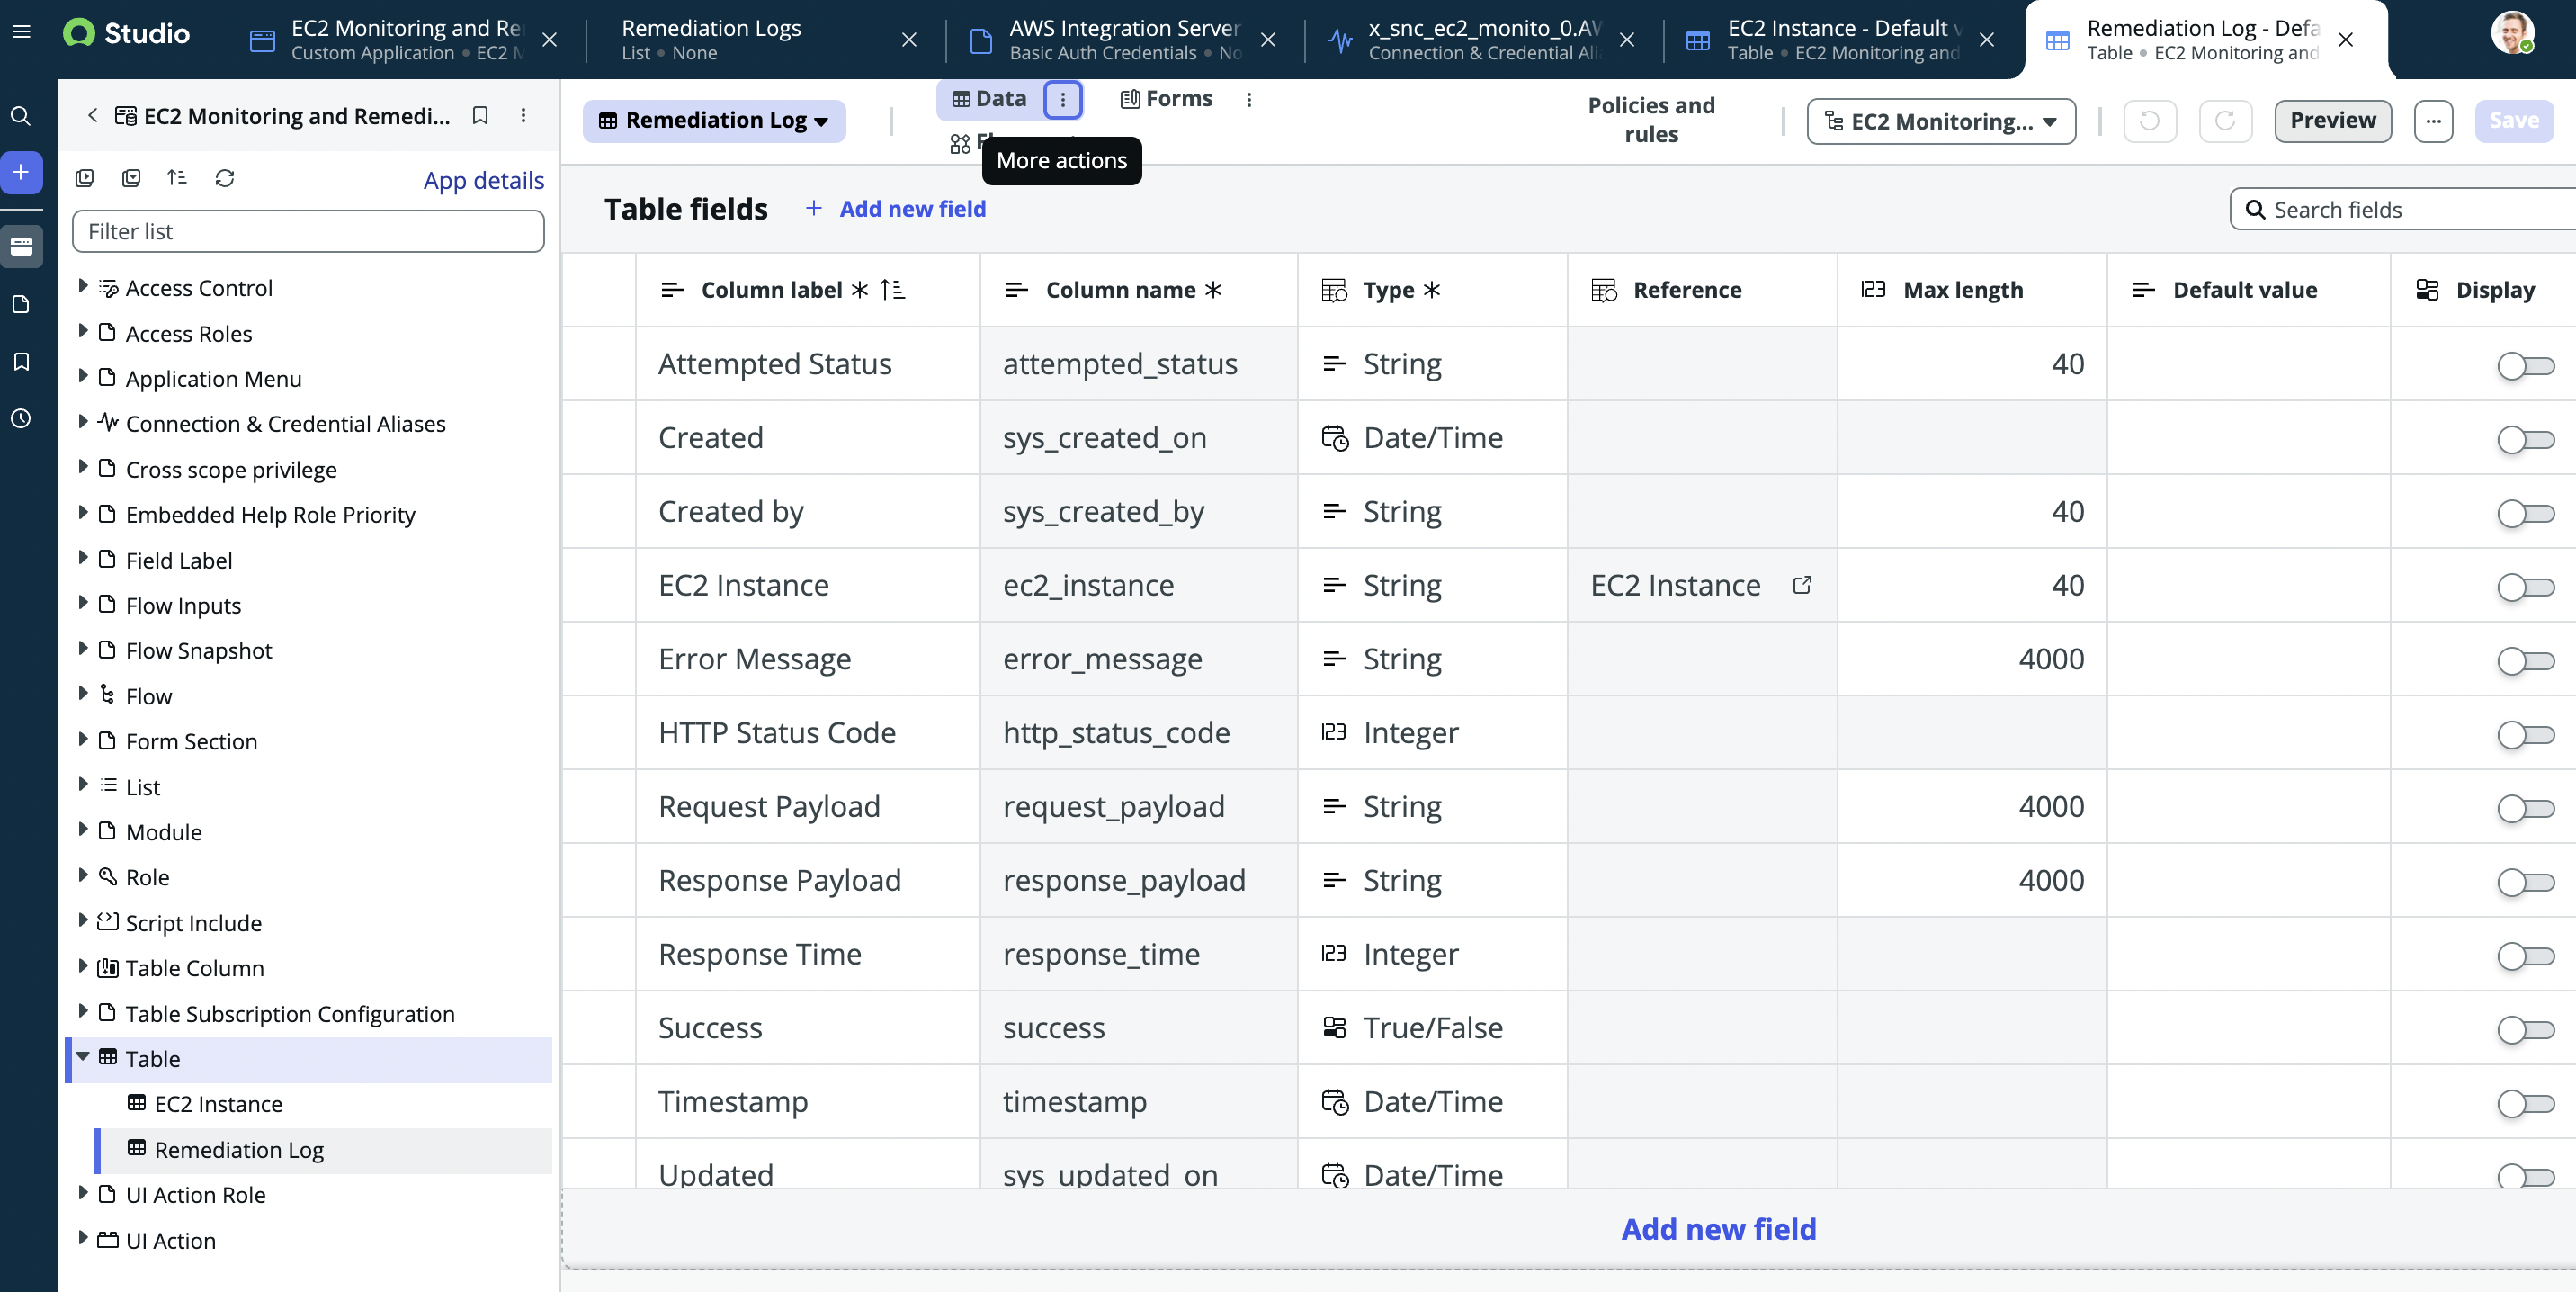 Studio
EC2 Monitoring and Re
Custom Application • EC2 M
Remediation Logs
List • None
AWS Integration Server
Basic Auth Credentials • No
x_snc_ec2_monito_0.AW
Connection & Credential Ali
EC2 Instance - Default v
Table • EC2 Monitoring and
Remediation Log - Defa
Table • EC2 Monitoring and
EC2 Monitoring and Remedi...
App details
Filter list
Access Control
Access Roles
Application Menu
Connection & Credential Aliases
Cross scope privilege
Embedded Help Role Priority
Field Label
Flow Inputs
Flow Snapshot
Flow
Form Section
List
Module
Role
Script Include
Table Column
Table Subscription Configuration
Table
EC2 Instance
Remediation Log
UI Action Role
UI Action
Remediation Log
Data
Forms
More actions
Policies and
rules
EC2 Monitoring...
Preview
Save
Table fields
+ Add new field
Search fields
Column label * Column name * Type * Reference Max length Default value Display
Attempted Status attempted_status String 40
Created sys_created_on Date/Time
Created by sys_created_by String 40
EC2 Instance ec2_instance String EC2 Instance 40
Error Message error_message String 4000
HTTP Status Code http_status_code Integer
Request Payload request_payload String 4000
Response Payload response_payload String 4000
Response Time response_time Integer
Success success True/False
Timestamp timestamp Date/Time
Updated sys_updated_on Date/Time
Add new field